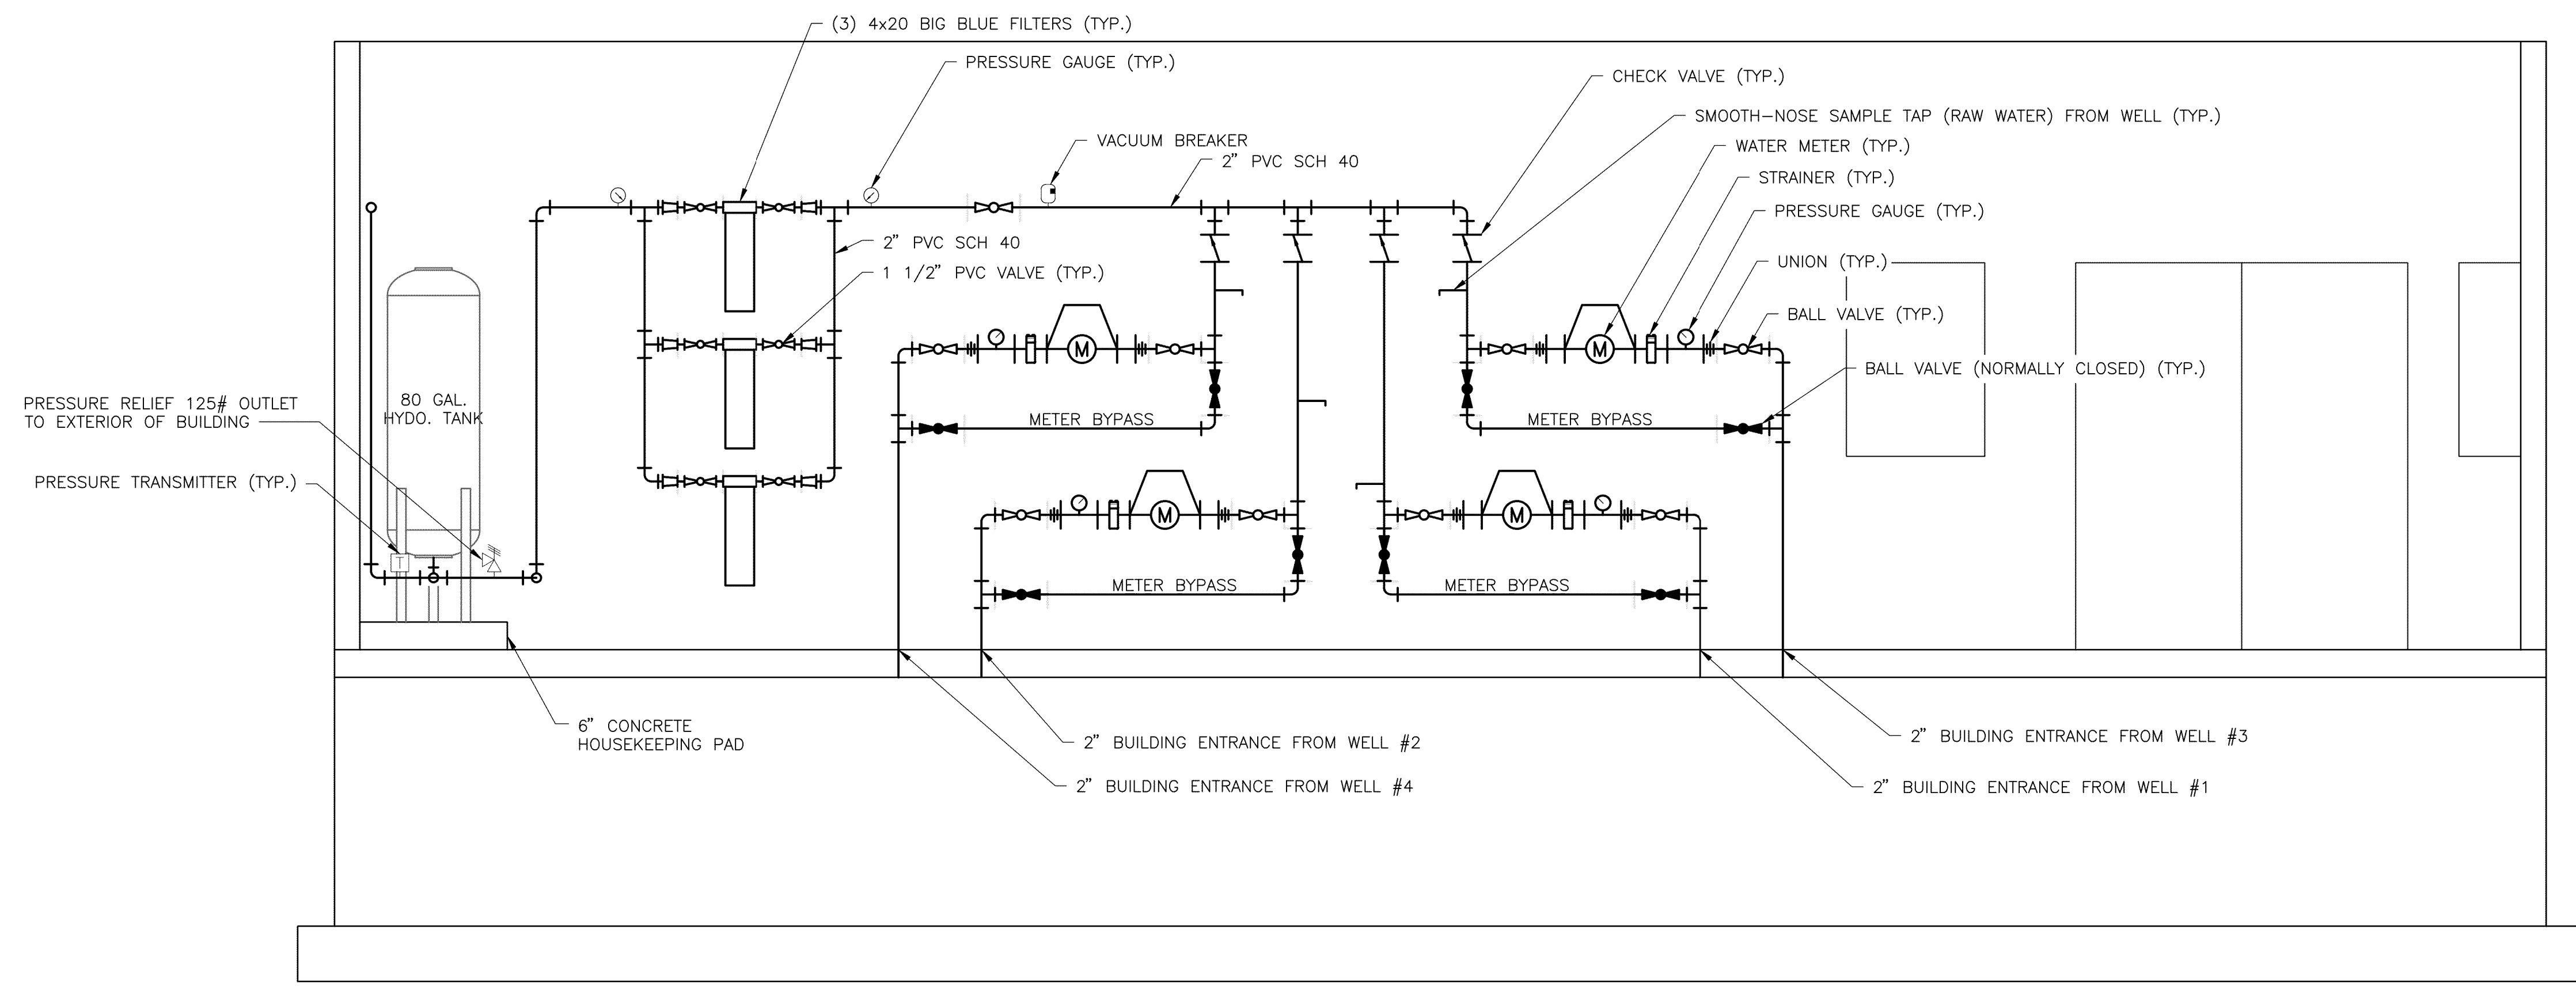 (3) 4x20 BIG BLUE FILTERS (TYP.)
PRESSURE GAUGE (TYP.)
CHECK VALVE (TYP.)
SMOOTH-NOSE SAMPLE TAP (RAW WATER) FROM WELL (TYP.)
VACUUM BREAKER
WATER METER (TYP.)
2" PVC SCH 40
STRAINER (TYP.)
PRESSURE GAUGE (TYP.)
2" PVC SCH 40
UNION (TYP.)
1 1/2" PVC VALVE (TYP.)
BALL VALVE (TYP.)
M
M
BALL VALVE (NORMALLY CLOSED) (TYP.)
80 GAL.
HYDO. TANK
PRESSURE RELIEF 125# OUTLET
TO EXTERIOR OF BUILDING
METER BYPASS
METER BYPASS
PRESSURE TRANSMITTER (TYP.)
M
M
T
METER BYPASS
METER BYPASS
6" CONCRETE
HOUSEKEEPING PAD
2" BUILDING ENTRANCE FROM WELL #2
2" BUILDING ENTRANCE FROM WELL #3
2" BUILDING ENTRANCE FROM WELL #4
2" BUILDING ENTRANCE FROM WELL #1